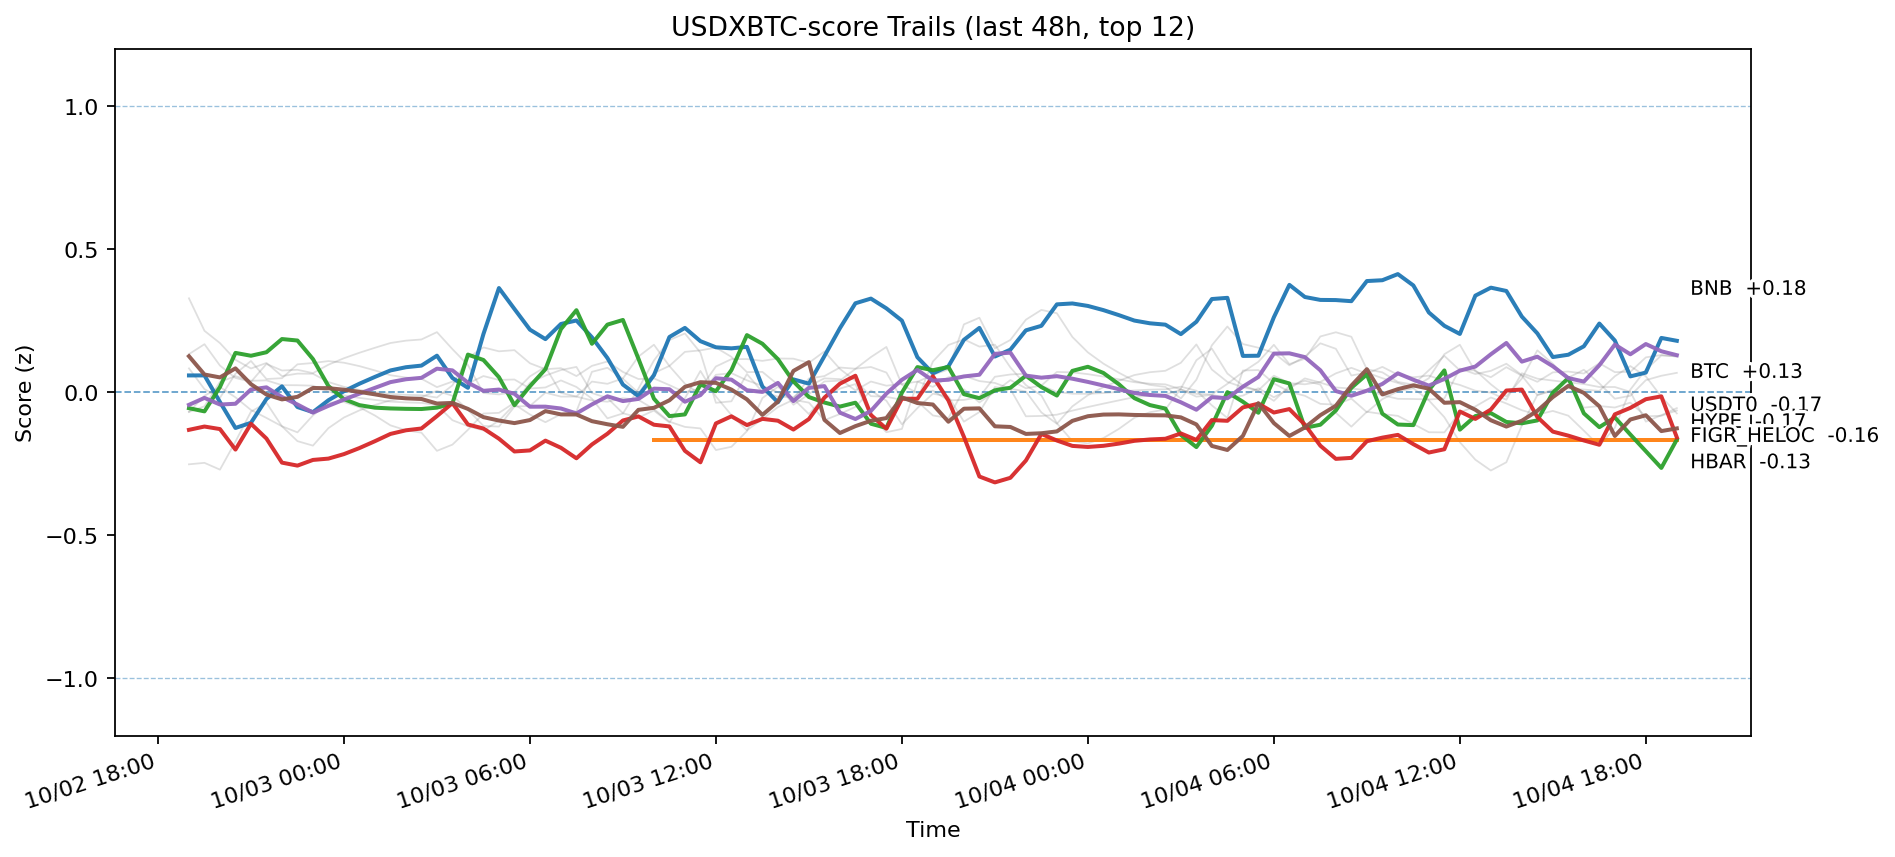 USDXBTC-score Trails (last 48h, top 12)
Score (z)
1.0
0.5
0.0
−0.5
−1.0
BNB +0.18
BTC +0.13
USDT0 -0.17
HYPE -0.17
FIGR_HELOC -0.16
HBAR -0.13
10/02 18:00
10/03 00:00
10/03 06:00
10/03 12:00
10/03 18:00
10/04 00:00
10/04 06:00
10/04 12:00
10/04 18:00
Time